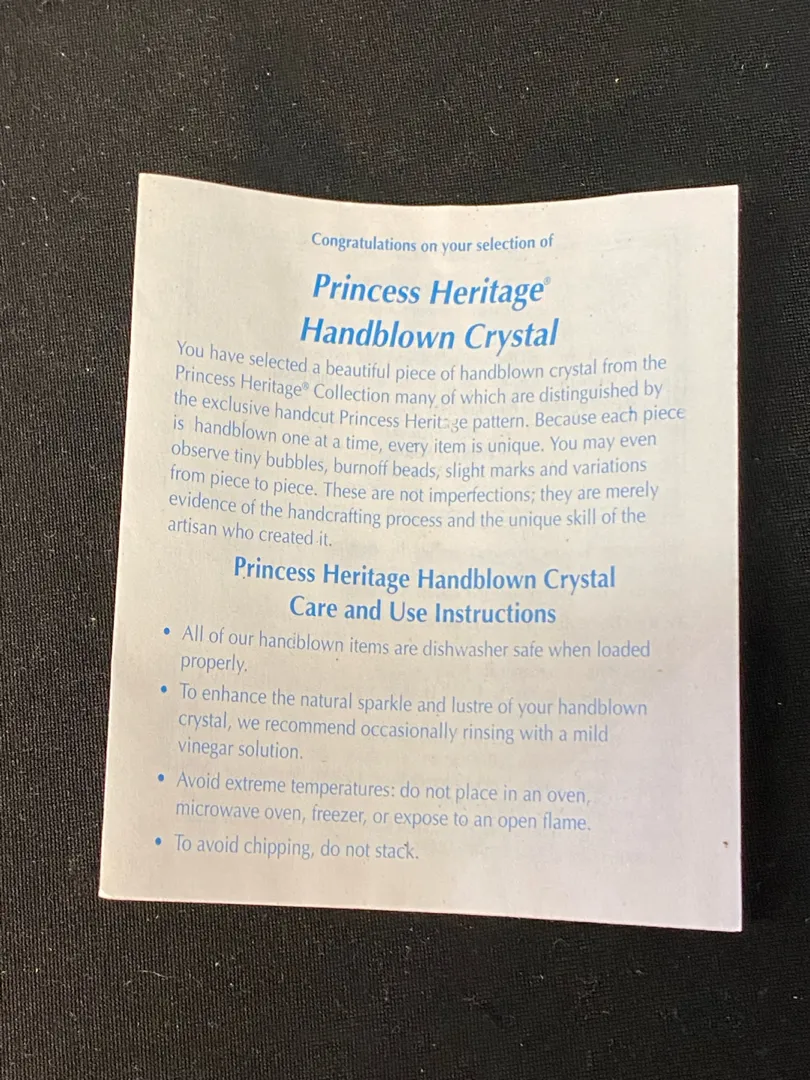 Congratulations on your selection of
Princess Heritage®
Handblown Crystal
You have selected a beautiful piece of handblown crystal from the
Princess Heritage® Collection many of which are distinguished by
the exclusive handcut Princess Heritage pattern. Because each piece
is handblown one at a time, every item is unique. You may even
observe tiny bubbles, burnoff beads, slight marks and variations
from piece to piece. These are not imperfections; they are merely
evidence of the handcrafting process and the unique skill of the
artisan who created it.
Princess Heritage Handblown Crystal
Care and Use Instructions
• All of our handblown items are dishwasher safe when loaded
properly.
• To enhance the natural sparkle and lustre of your handblown
crystal, we recommend occasionally rinsing with a mild
vinegar solution.
• Avoid extreme temperatures: do not place in an oven,
microwave oven, freezer, or expose to an open flame.
• To avoid chipping, do not stack.